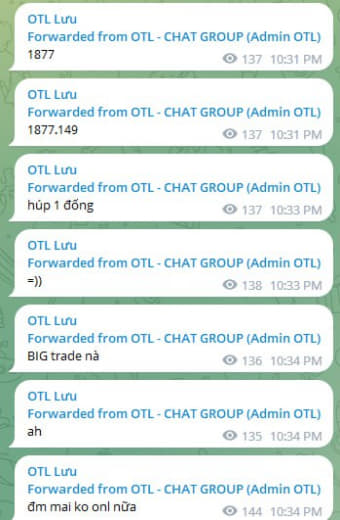 OTL Lưu
Forwarded from OTL - CHAT GROUP (Admin OTL)
1877
137 10:31 PM
OTL Lưu
Forwarded from OTL - CHAT GROUP (Admin OTL)
1877.149
137 10:31 PM
OTL Lưu
Forwarded from OTL - CHAT GROUP (Admin OTL)
húp 1 đống
137 10:33 PM
OTL Lưu
Forwarded from OTL - CHAT GROUP (Admin OTL)
=))
138 10:33 PM
OTL Lưu
Forwarded from OTL - CHAT GROUP (Admin OTL)
BIG trade nà
136 10:34 PM
OTL Lưu
Forwarded from OTL - CHAT GROUP (Admin OTL)
ah
135 10:34 PM
OTL Lưu
Forwarded from OTL - CHAT GROUP (Admin OTL)
đm mai ko onl nữa
144 10:34 PM